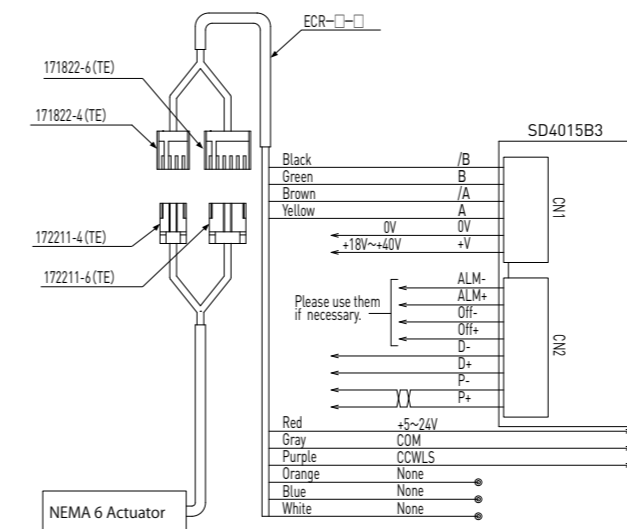 ECR-□-□
171822-6(TE)
171822-4(TE)
SD4015B3
Black /B
Green B
Brown /A
Yellow A
0V 0V
+18V~+40V +V
CN1
172211-4(TE)
172211-6(TE)
Please use them
if necessary.
ALM-
ALM+
Off-
Off+
D-
D+
P-
P+
CN2
Red +5~24V
Gray COM
Purple CCWLS
Orange None
Blue None
White None
NEMA 6 Actuator